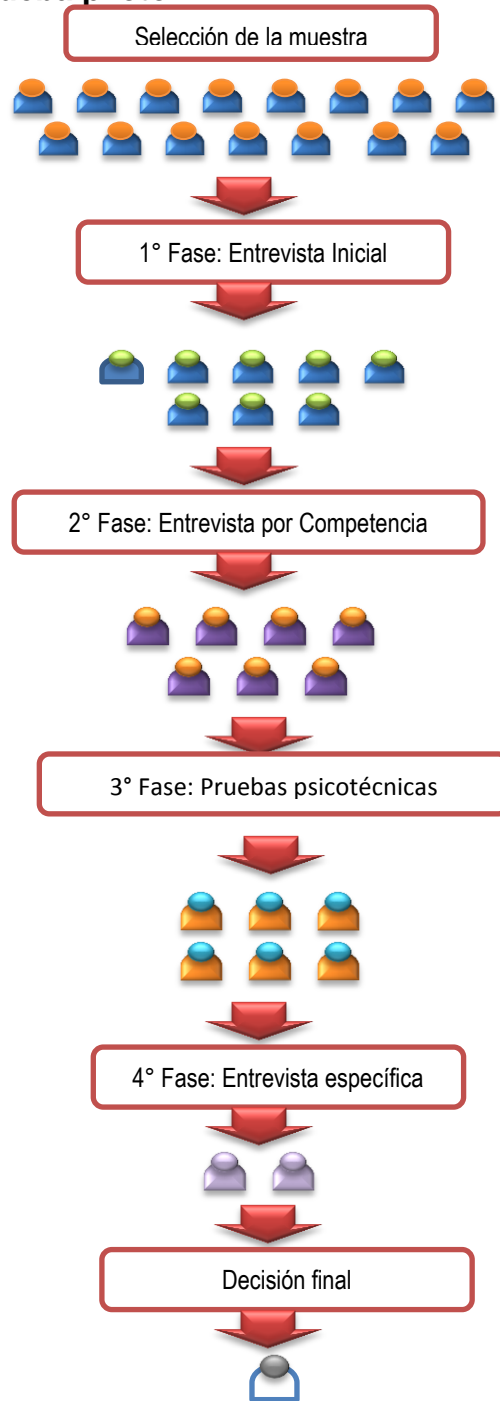 Selección de la muestra
1° Fase: Entrevista Inicial
2° Fase: Entrevista por Competencia
3° Fase: Pruebas psicotécnicas
4° Fase: Entrevista específica
Decisión final